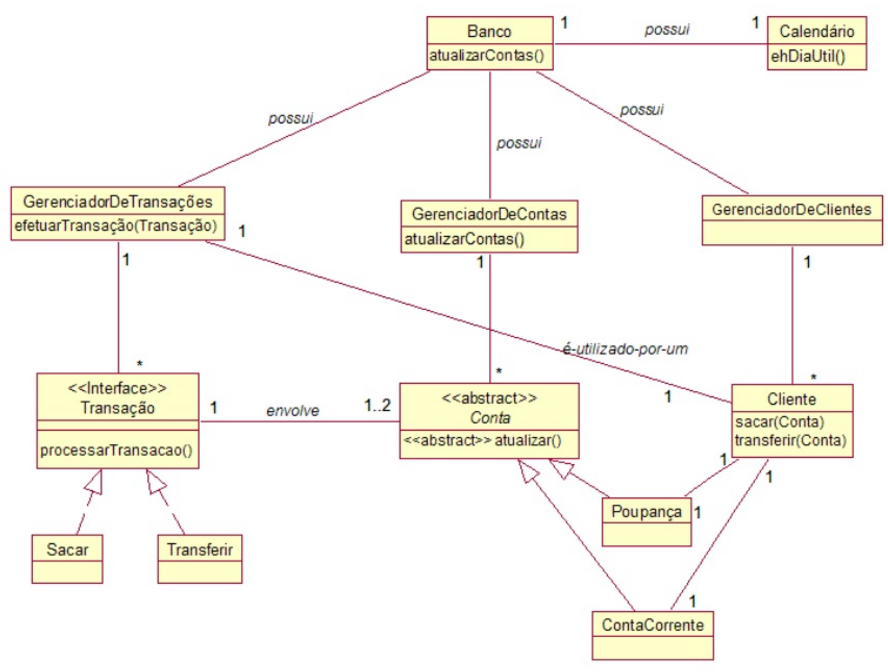 Banco
atualizarContas()
1
possui
1
Calendário
ehDiaUtil()
possui
possui
possui
GerenciadorDeTransações
efetuarTransação(Transação)
1
1
GerenciadorDeContas
atualizarContas()
1
GerenciadorDeClientes
1
é-utilizado-por-um
*
<<Interface>>
Transação
processarTransacao()
1
envolve
1..2
*
<<abstract>>
Conta
<<abstract>> atualizar()
1
*
Cliente
sacar(Conta)
transferir(Conta)
1
1
Poupança
1
Sacar
Transferir
1
ContaCorrente